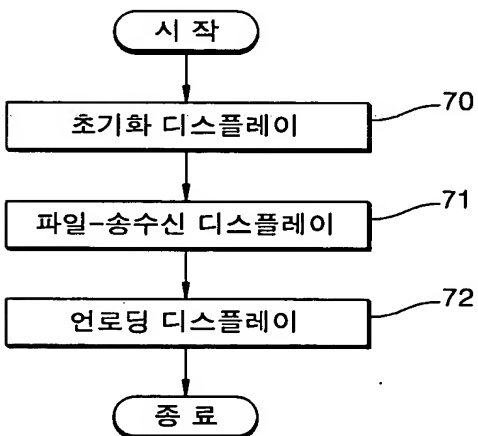 시 작
초기화 디스플레이
70
파일-송수신 디스플레이
71
언로딩 디스플레이
72
종 료